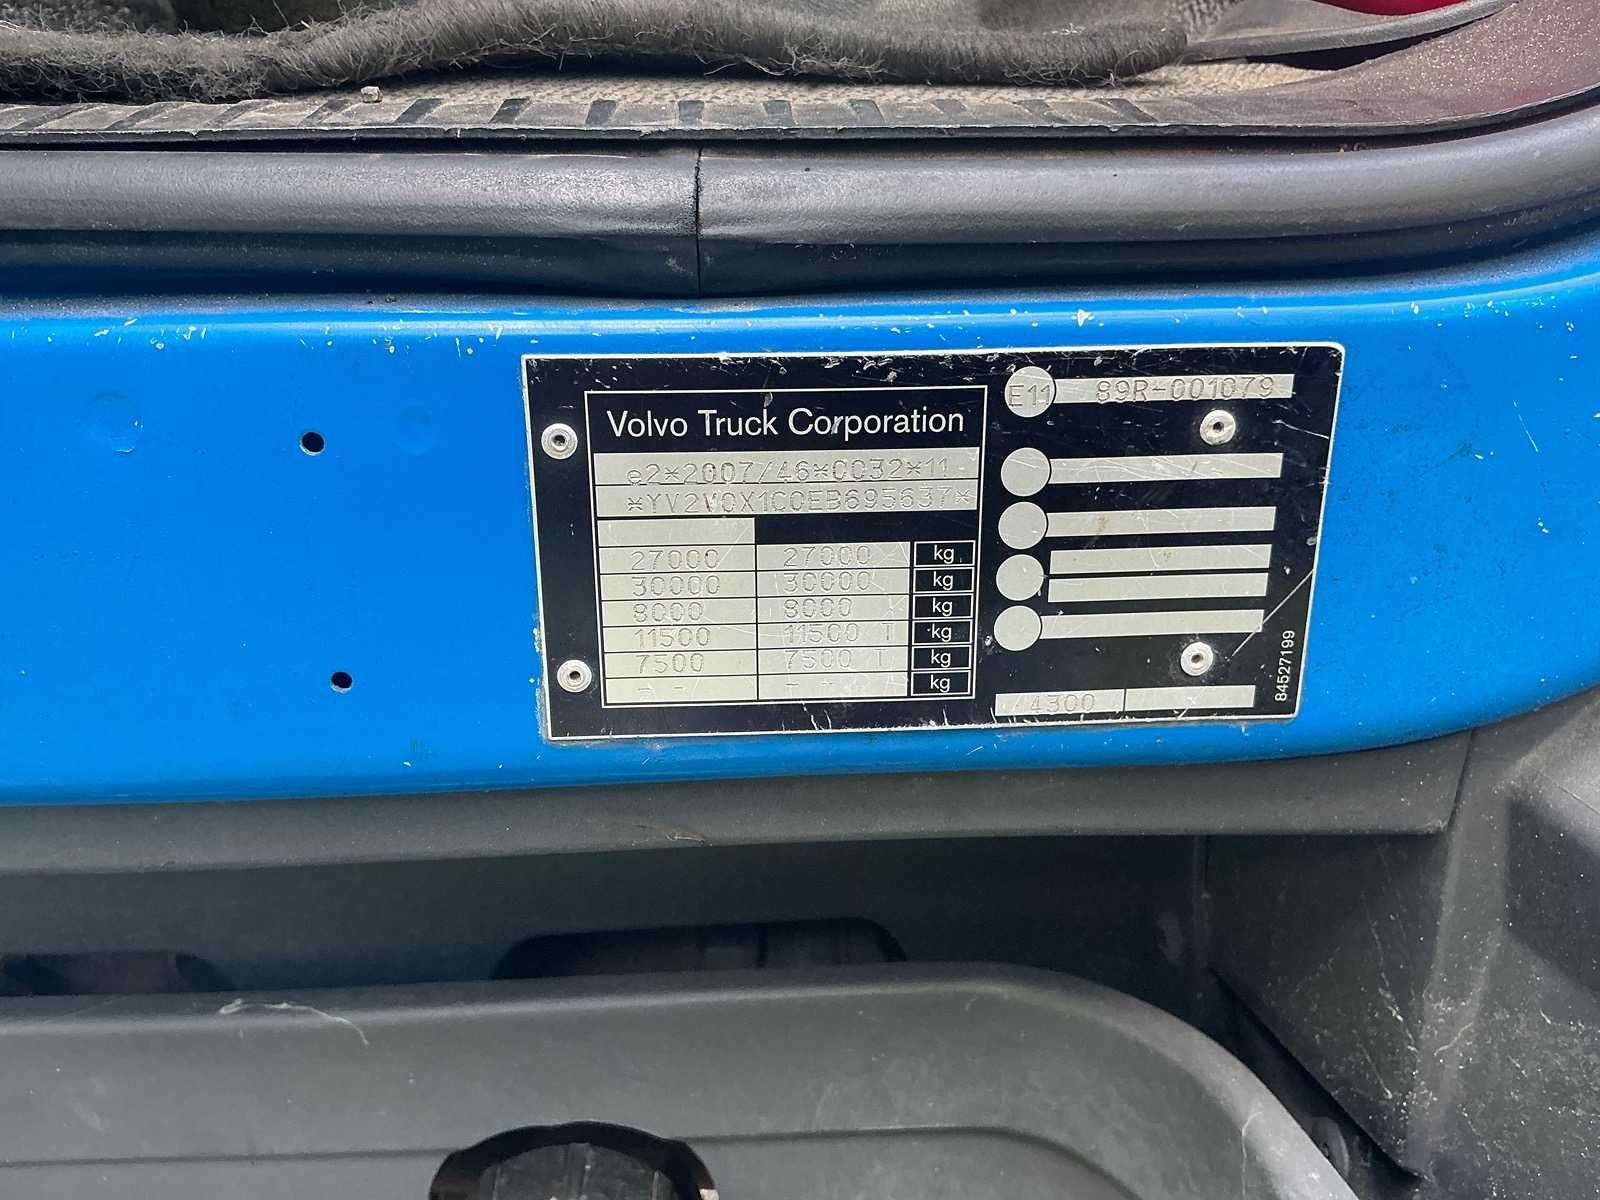 Volvo Truck Corporation
e2*2007/46*0032*11
*YV2V0X1C0EB695637*
27000 27000 kg
30000 30000 kg
8000 8000 kg
11500 11500 T kg
7500 7500 T kg
- - - - kg
E11 89R-001079
4300
84527199